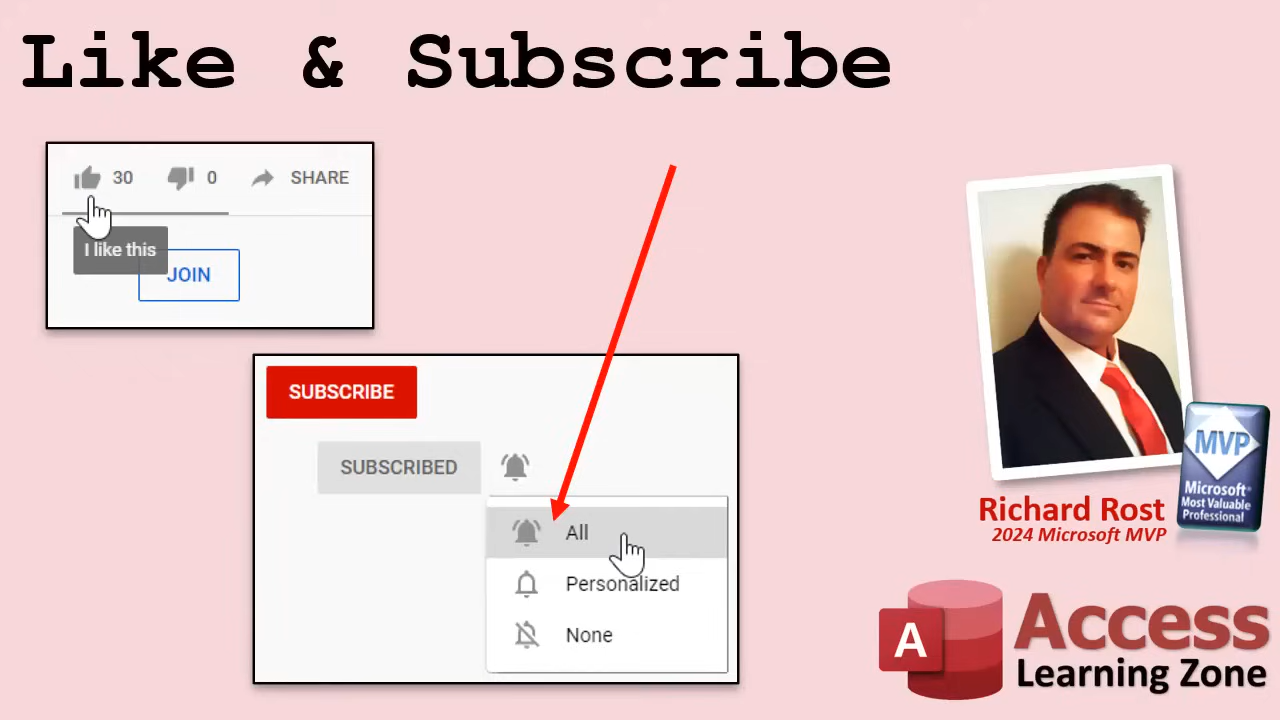 Like & Subscribe
30 0 SHARE
I like this
JOIN
SUBSCRIBE
SUBSCRIBED
All
Personalized
None
MVP
Microsoft®
Most Valuable
Professional
Richard Rost
2024 Microsoft MVP
A
Access
Learning Zone